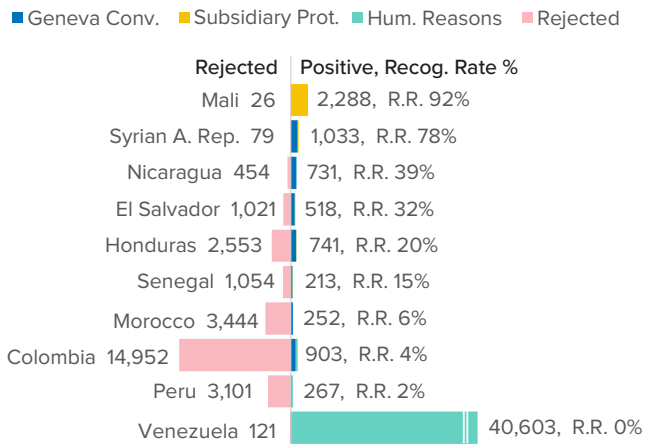 Geneva Conv. Subsidiary Prot. Hum. Reasons Rejected
Rejected Positive, Recog. Rate %
Mali 26 2,288, R.R. 92%
Syrian A. Rep. 79 1,033, R.R. 78%
Nicaragua 454 731, R.R. 39%
El Salvador 1,021 518, R.R. 32%
Honduras 2,553 741, R.R. 20%
Senegal 1,054 213, R.R. 15%
Morocco 3,444 252, R.R. 6%
Colombia 14,952 903, R.R. 4%
Peru 3,101 267, R.R. 2%
Venezuela 121 40,603, R.R. 0%